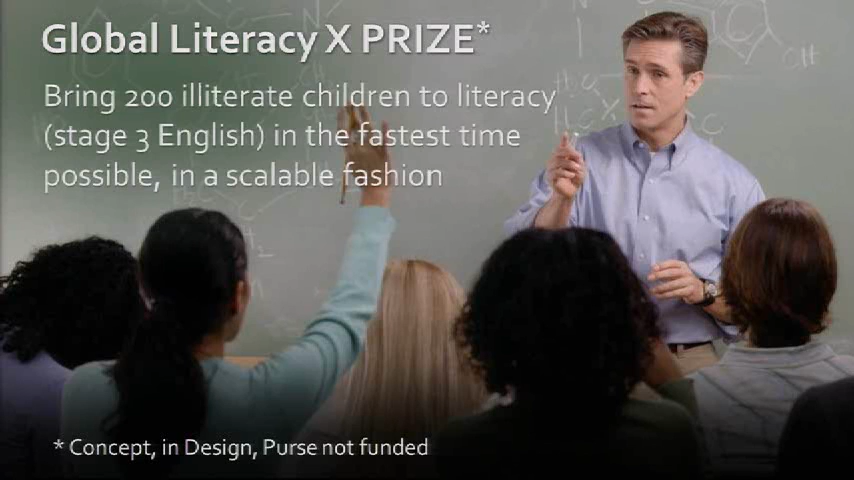 Global Literacy X PRIZE*
Bring 200 illiterate children to literacy
(stage 3 English) in the fastest time
possible, in a scalable fashion
* Concept, in Design, Purse not funded